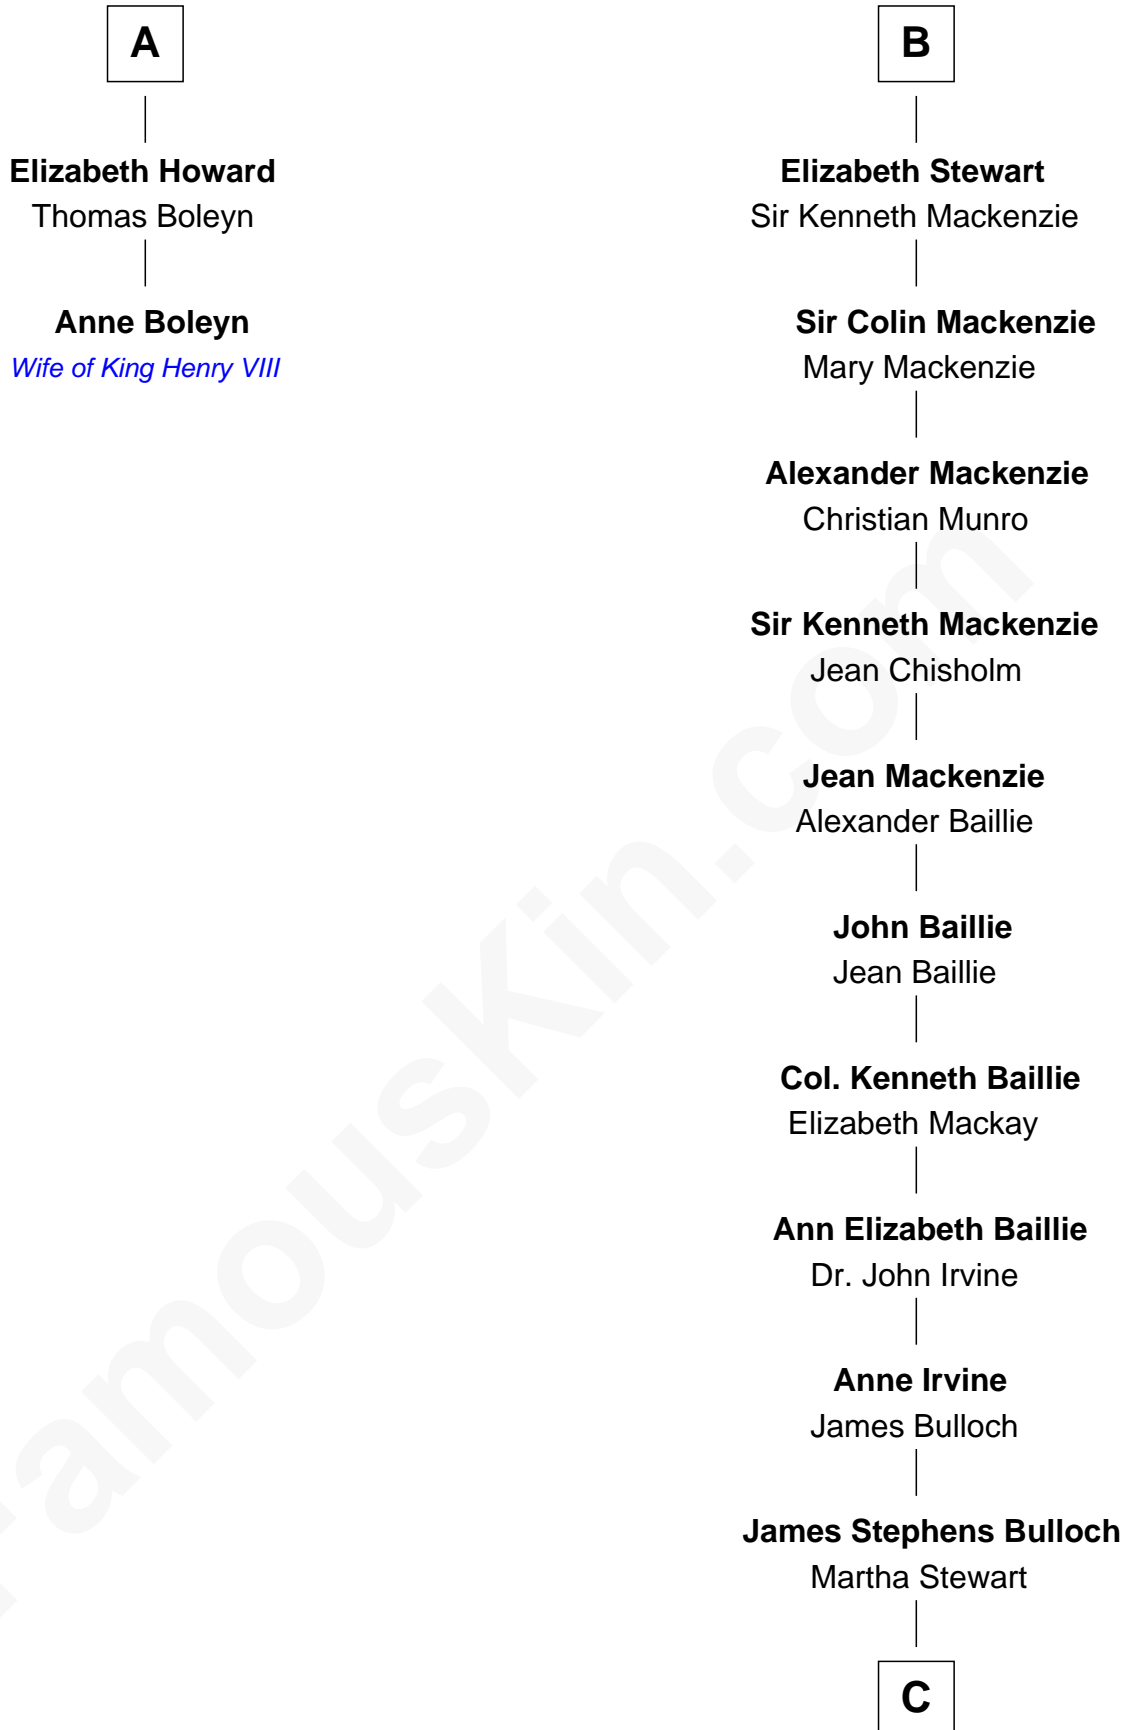 A
Elizabeth Howard
Thomas Boleyn
Anne Boleyn
Wife of King Henry VIII
B
Elizabeth Stewart
Sir Kenneth Mackenzie
Sir Colin Mackenzie
Mary Mackenzie
Alexander Mackenzie
Christian Munro
Sir Kenneth Mackenzie
Jean Chisholm
Jean Mackenzie
Alexander Baillie
John Baillie
Jean Baillie
Col. Kenneth Baillie
Elizabeth Mackay
Ann Elizabeth Baillie
Dr. John Irvine
Anne Irvine
James Bulloch
James Stephens Bulloch
Martha Stewart
C
FamousKin.com